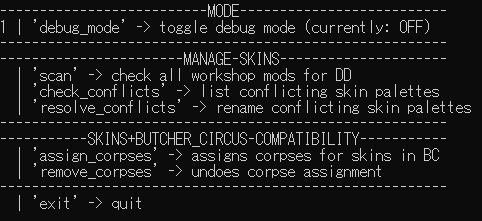 -----------------------MODE-----------------------
1 | 'debug_mode' -> toggle debug mode (currently: OFF)
--------------------------------------------------
--------------------MANAGE-SKINS-------------------
| 'scan' -> check all workshop mods for DD
| 'check_conflicts' -> list conflicting skin palettes
| 'resolve_conflicts' -> rename conflicting skin palettes
--------------------------------------------------
----------SKINS+BUTCHER_CIRCUS-COMPATIBILITY----------
| 'assign_corpses' -> assigns corpses for skins in BC
| 'remove_corpses' -> undoes corpse assignment
--------------------------------------------------
| 'exit' -> quit
--------------------------------------------------